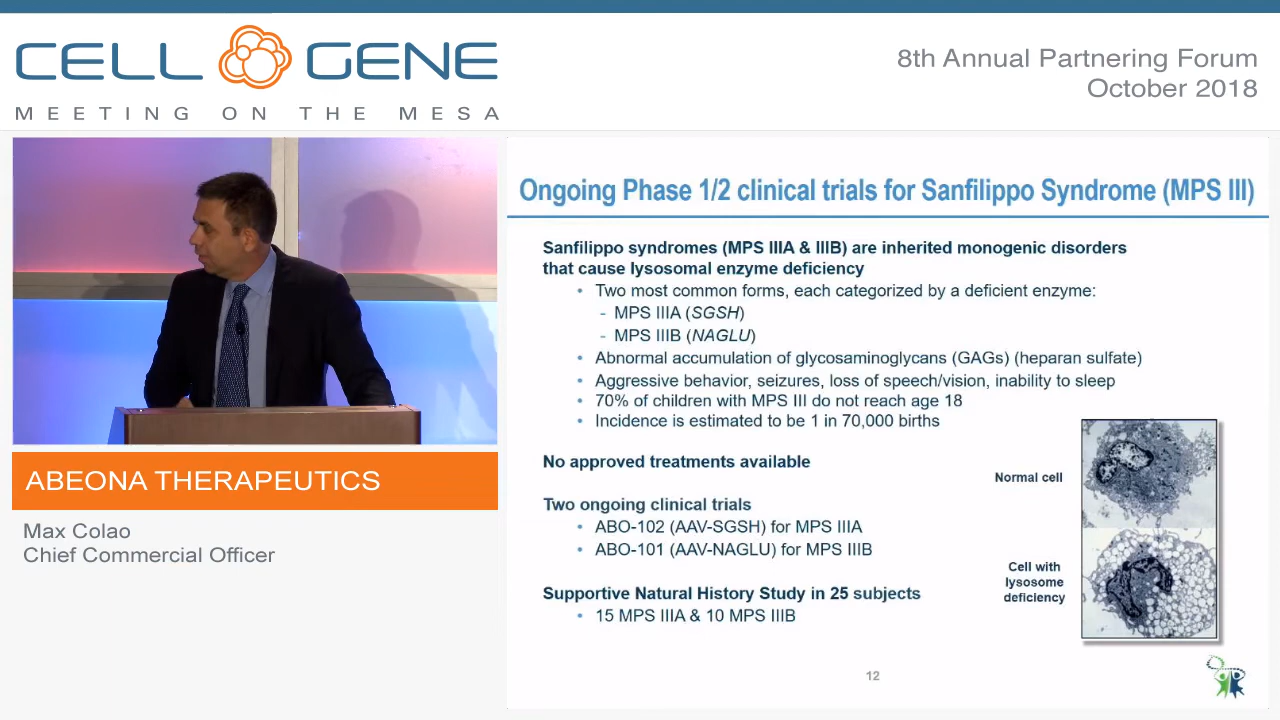 CELL GENE
MEETING ON THE MESA
8th Annual Partnering Forum
October 2018
Ongoing Phase 1/2 clinical trials for Sanfilippo Syndrome (MPS III)
Sanfilippo syndromes (MPS IIIA & IIIB) are inherited monogenic disorders
that cause lysosomal enzyme deficiency
• Two most common forms, each categorized by a deficient enzyme:
- MPS IIIA (SGSH)
- MPS IIIB (NAGLU)
• Abnormal accumulation of glycosaminoglycans (GAGs) (heparan sulfate)
• Aggressive behavior, seizures, loss of speech/vision, inability to sleep
• 70% of children with MPS III do not reach age 18
• Incidence is estimated to be 1 in 70,000 births
No approved treatments available
Normal cell
Two ongoing clinical trials
• ABO-102 (AAV-SGSH) for MPS IIIA
• ABO-101 (AAV-NAGLU) for MPS IIIB
Cell with
lysosome
deficiency
Supportive Natural History Study in 25 subjects
• 15 MPS IIIA & 10 MPS IIIB
12
ABEONA THERAPEUTICS
Max Colao
Chief Commercial Officer